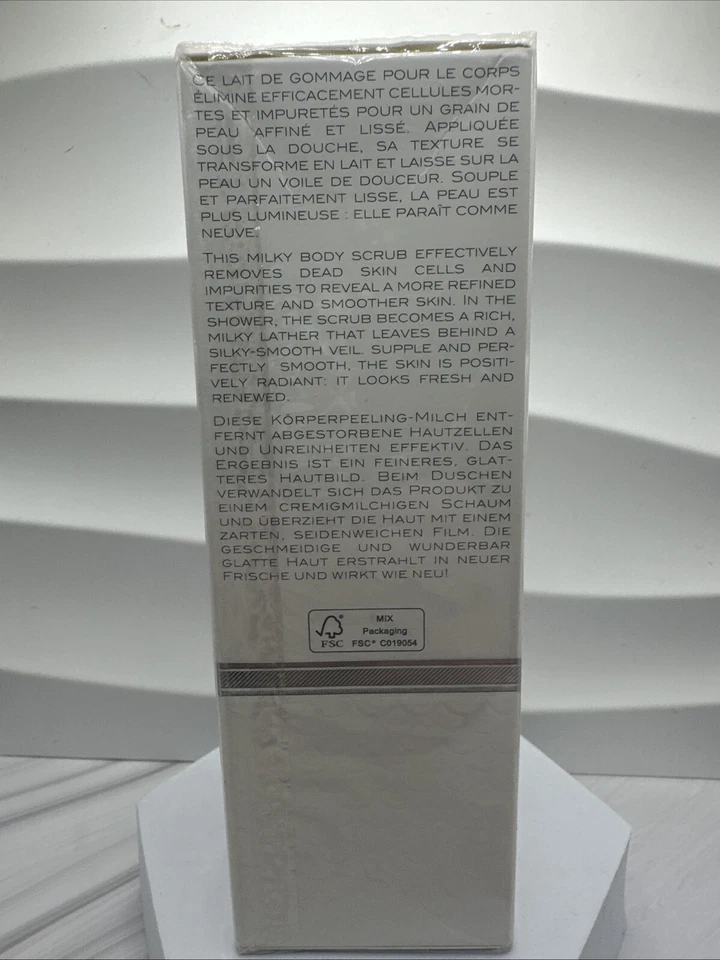 CE LAIT DE GOMMAGE POUR LE CORPS
ÉLIMINE EFFICACEMENT CELLULES MOR-
TES ET IMPURETÉS POUR UN GRAIN DE
PEAU AFFINÉ ET LISSÉ. APPLIQUÉE
SOUS LA DOUCHE, SA TEXTURE SE
TRANSFORME EN LAIT ET LAISSE SUR LA
PEAU UN VOILE DE DOUCEUR. SOUPLE
ET PARFAITEMENT LISSE, LA PEAU EST
PLUS LUMINEUSE : ELLE PARAÎT COMME
NEUVE.
THIS MILKY BODY SCRUB EFFECTIVELY
REMOVES DEAD SKIN CELLS AND
IMPURITIES TO REVEAL A MORE REFINED
TEXTURE AND SMOOTHER SKIN. IN THE
SHOWER, THE SCRUB BECOMES A RICH,
MILKY LATHER THAT LEAVES BEHIND A
SILKY-SMOOTH VEIL. SUPPLE AND PER-
FECTLY SMOOTH, THE SKIN IS POSITI-
VELY RADIANT: IT LOOKS FRESH AND
RENEWED.
DIESE KÖRPERPEELING-MILCH ENT-
FERNT ABGESTORBENE HAUTZELLEN
UND UNREINHEITEN EFFEKTIV. DAS
ERGEBNIS IST EIN FEINERES, GLAT-
TERES HAUTBILD. BEIM DUSCHEN
VERWANDELT SICH DAS PRODUKT ZU
EINEM CREMIGMILCHIGEN SCHAUM
UND ÜBERZIEHT DIE HAUT MIT EINEM
ZARTEN, SEIDENWEICHEN FILM. DIE
GESCHMEIDIGE UND WUNDERBAR
GLATTE HAUT ERSTRAHLT IN NEUER
FRISCHE UND WIRKT WIE NEU!
MIX
Packaging
FSC FSC® C019054